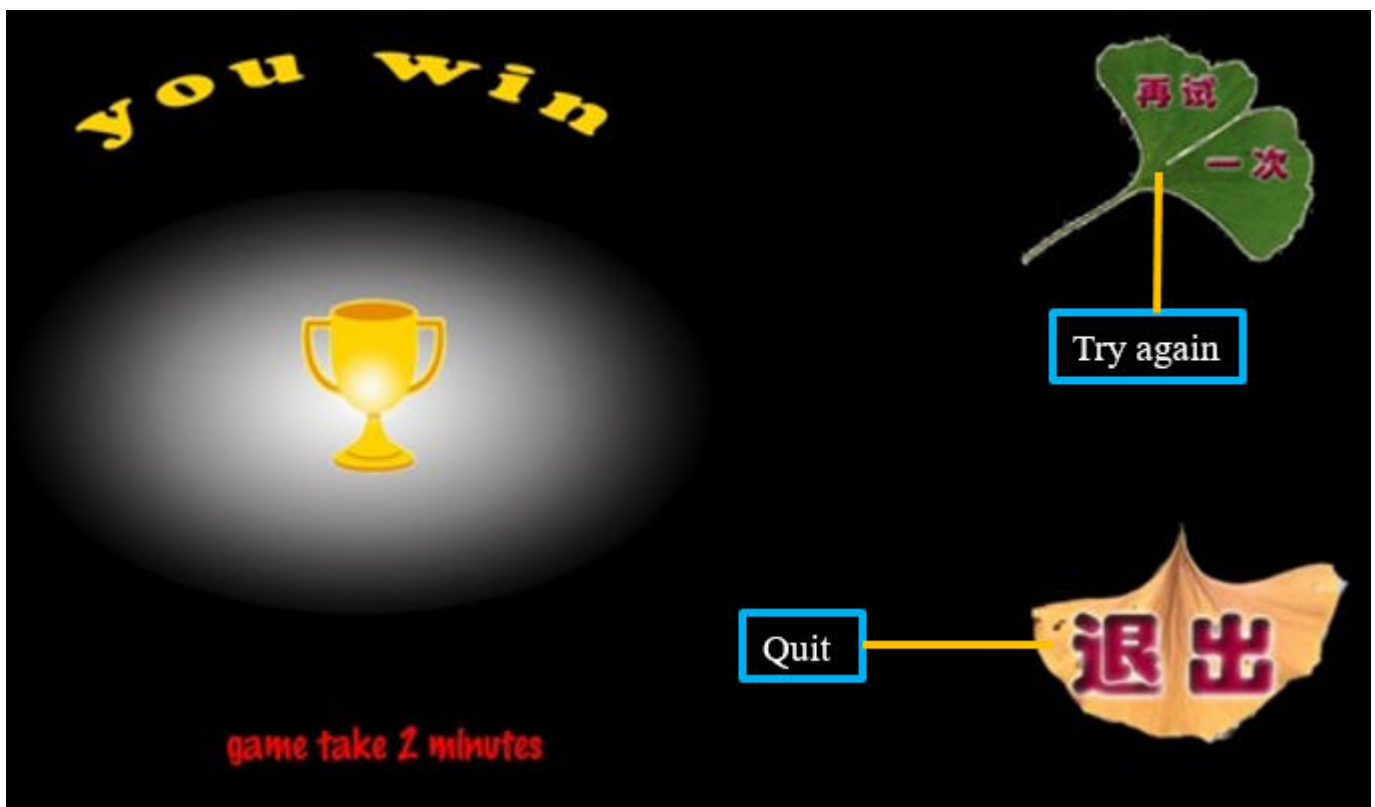 you win
再试
一次
Try again
Quit
退出
game take 2 minutes